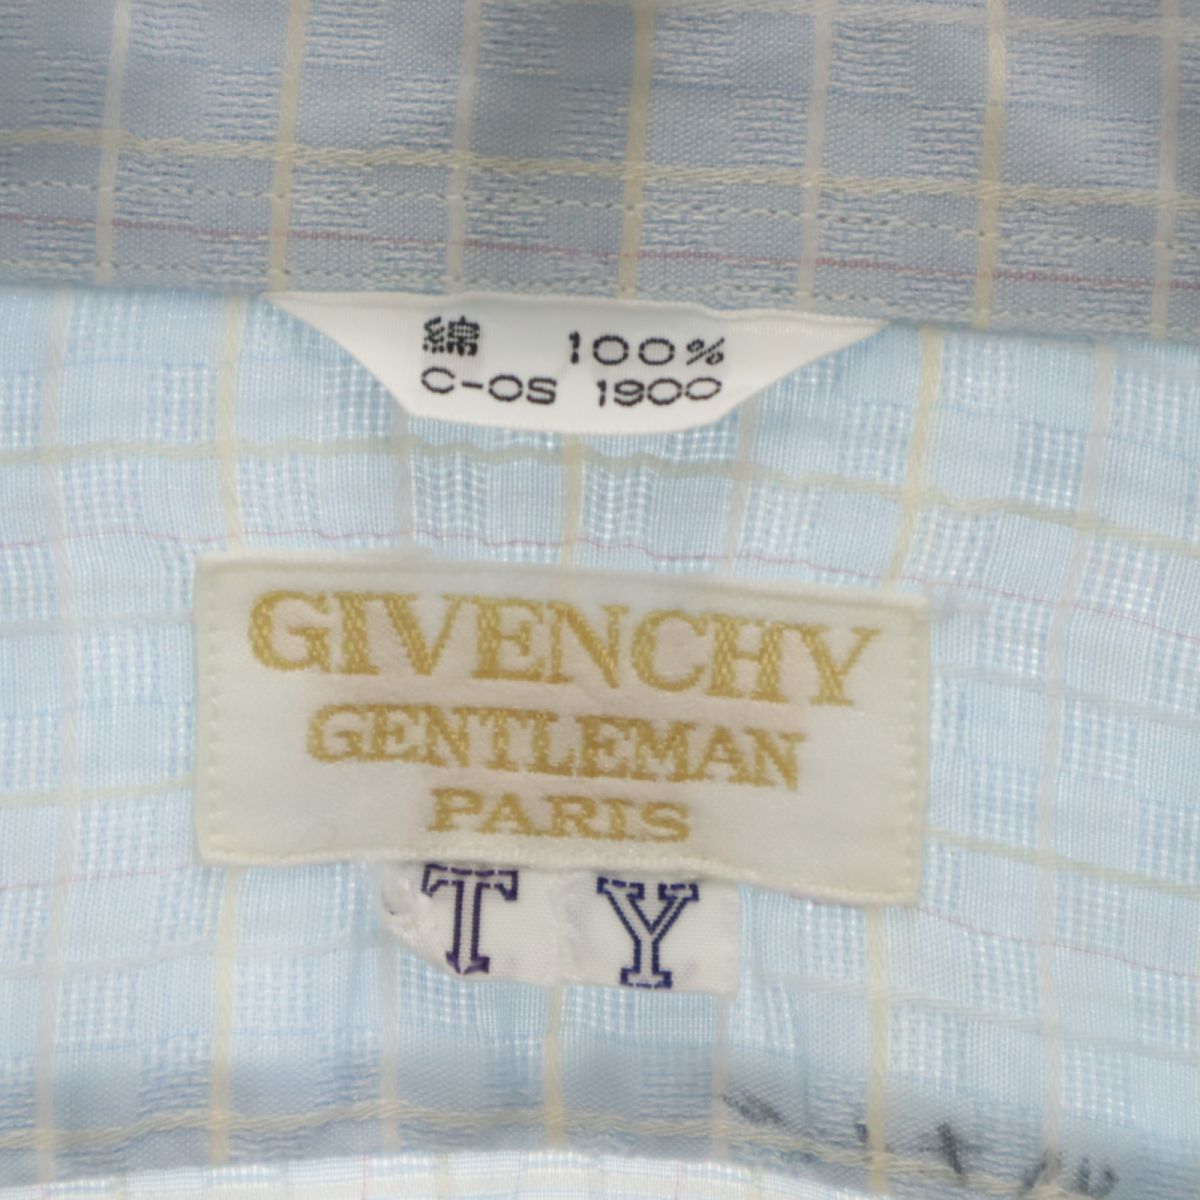 綿 100%
C-OS 1900
GIVENCHY
GENTLEMAN
PARIS
T Y